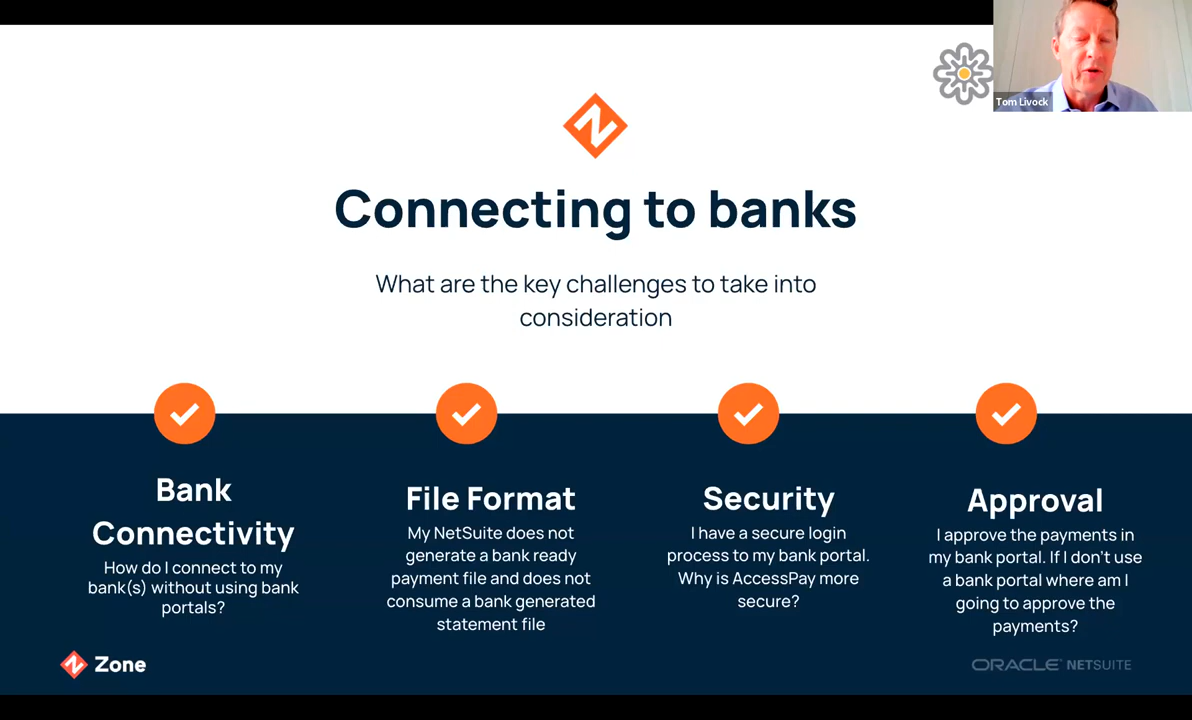 Tom Livock
Connecting to banks
What are the key challenges to take into
consideration
Bank
Connectivity
How do I connect to my
bank(s) without using bank
portals?
File Format
My NetSuite does not
generate a bank ready
payment file and does not
consume a bank generated
statement file
Security
I have a secure login
process to my bank portal.
Why is AccessPay more
secure?
Approval
I approve the payments in
my bank portal. If I don't use
a bank portal where am I
going to approve the
payments?
Zone
ORACLE NETSUITE